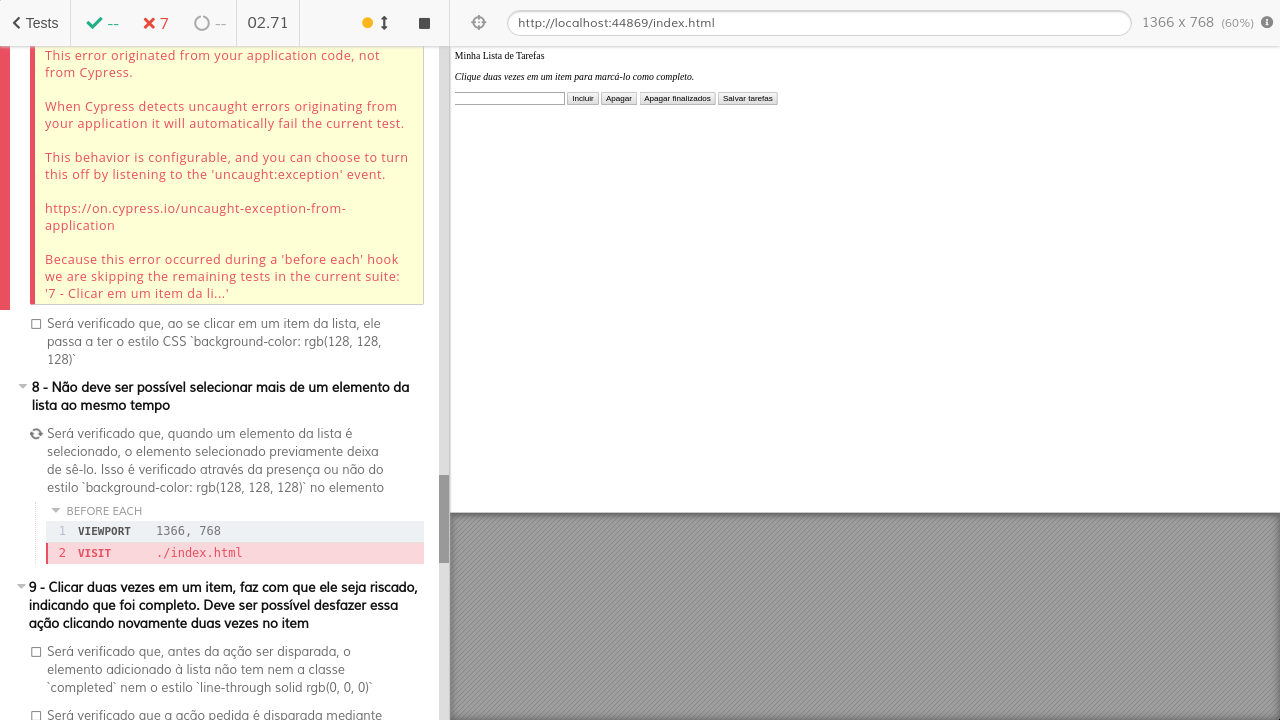 Tests
--
7
--
02.71
http://localhost:44869/index.html
1366 x 768 (60%)
This error originated from your application code, not
from Cypress.
When Cypress detects uncaught errors originating from
your application it will automatically fail the current test.
This behavior is configurable, and you can choose to turn
this off by listening to the 'uncaught:exception' event.
https://on.cypress.io/uncaught-exception-from-
application
Because this error occurred during a 'before each' hook
we are skipping the remaining tests in the current suite:
'7 - Clicar em um item da li...'
Será verificado que, ao se clicar em um item da lista, ele
passa a ter o estilo CSS `background-color: rgb(128, 128,
128)`
8 - Não deve ser possível selecionar mais de um elemento da
lista ao mesmo tempo
Será verificado que, quando um elemento da lista é
selecionado, o elemento selecionado previamente deixa
de sê-lo. Isso é verificado através da presença ou não do
estilo `background-color: rgb(128, 128, 128)` no elemento
BEFORE EACH
1 VIEWPORT 1366, 768
2 VISIT ./index.html
9 - Clicar duas vezes em um item, faz com que ele seja riscado,
indicando que foi completo. Deve ser possível desfazer essa
ação clicando novamente duas vezes no item
Será verificado que, antes da ação ser disparada, o
elemento adicionado à lista não tem nem a classe
`completed` nem o estilo `line-through solid rgb(0, 0, 0)`
Será verificado que a ação pedida é disparada mediante
Minha Lista de Tarefas
Clique duas vezes em um item para marcá-lo como completo.
Incluir Apagar Apagar finalizados Salvar tarefas